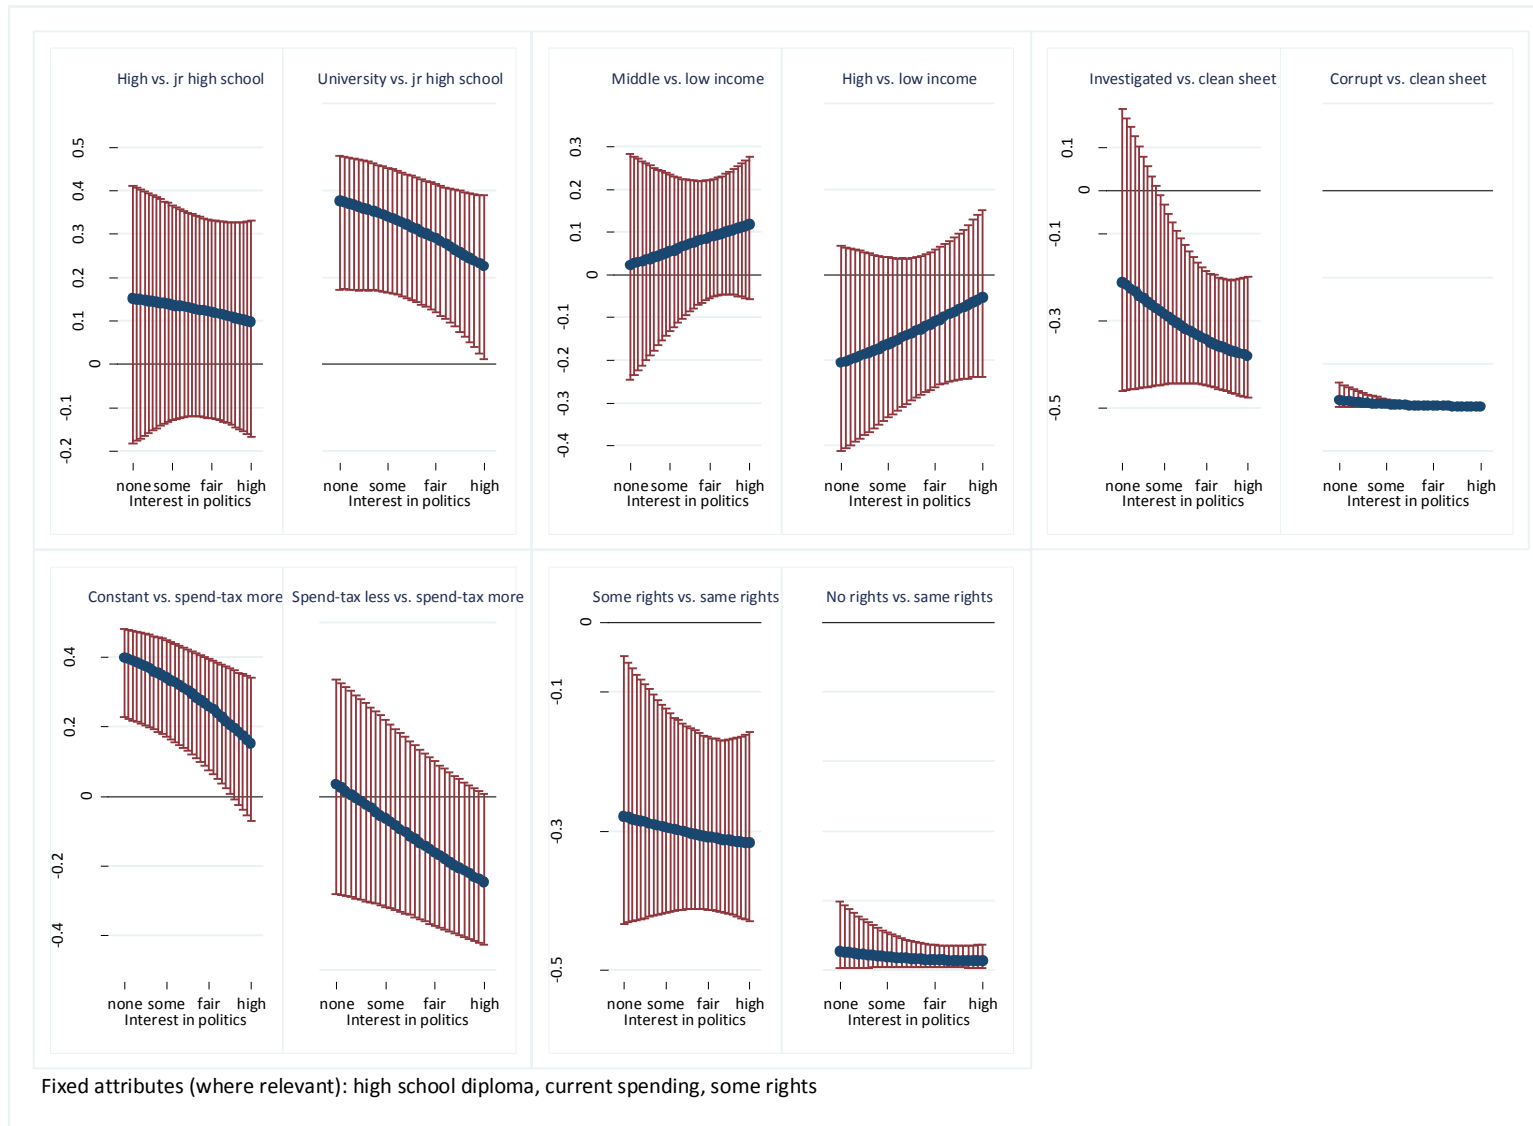 High vs. jr high school
University vs. jr high school
Middle vs. low income
High vs. low income
Investigated vs. clean sheet
Corrupt vs. clean sheet
0.5
0.4
0.3
0.2
0.1
0
-0.1
-0.2
none some fair high
Interest in politics
none some fair high
Interest in politics
0.3
0.2
0.1
0
-0.1
-0.2
-0.3
-0.4
none some fair high
Interest in politics
none some fair high
Interest in politics
0.1
0
-0.1
-0.3
-0.5
none some fair high
Interest in politics
none some fair high
Interest in politics
Constant vs. spend-tax more
Spend-tax less vs. spend-tax more
Some rights vs. same rights
No rights vs. same rights
0.4
0.2
0
-0.2
-0.4
none some fair high
Interest in politics
none some fair high
Interest in politics
0
-0.1
-0.3
-0.5
none some fair high
Interest in politics
none some fair high
Interest in politics
Fixed attributes (where relevant): high school diploma, current spending, some rights